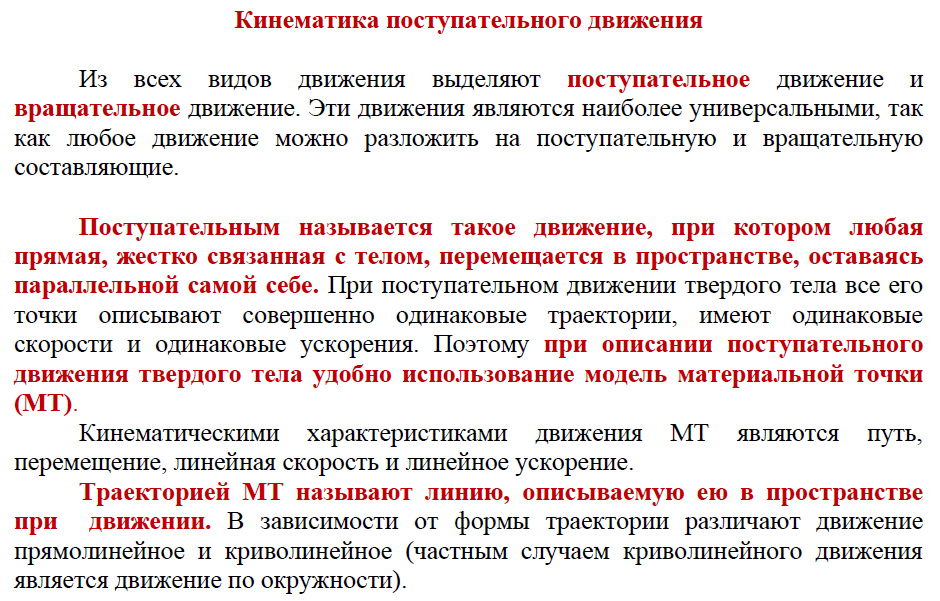 Кинематика поступательного движения
Из всех видов движения выделяют поступательное движение и
вращательное движение. Эти движения являются наиболее универсальными, так
как любое движение можно разложить на поступательную и вращательную
составляющие.
Поступательным называется такое движение, при котором любая
прямая, жестко связанная с телом, перемещается в пространстве, оставаясь
параллельной самой себе. При поступательном движении твердого тела все его
точки описывают совершенно одинаковые траектории, имеют одинаковые
скорости и одинаковые ускорения. Поэтому при описании поступательного
движения твердого тела удобно использование модель материальной точки
(МТ).
Кинематическими характеристиками движения МТ являются путь,
перемещение, линейная скорость и линейное ускорение.
Траекторией МТ называют линию, описываемую ею в пространстве
при движении. В зависимости от формы траектории различают движение
прямолинейное и криволинейное (частным случаем криволинейного движения
является движение по окружности).